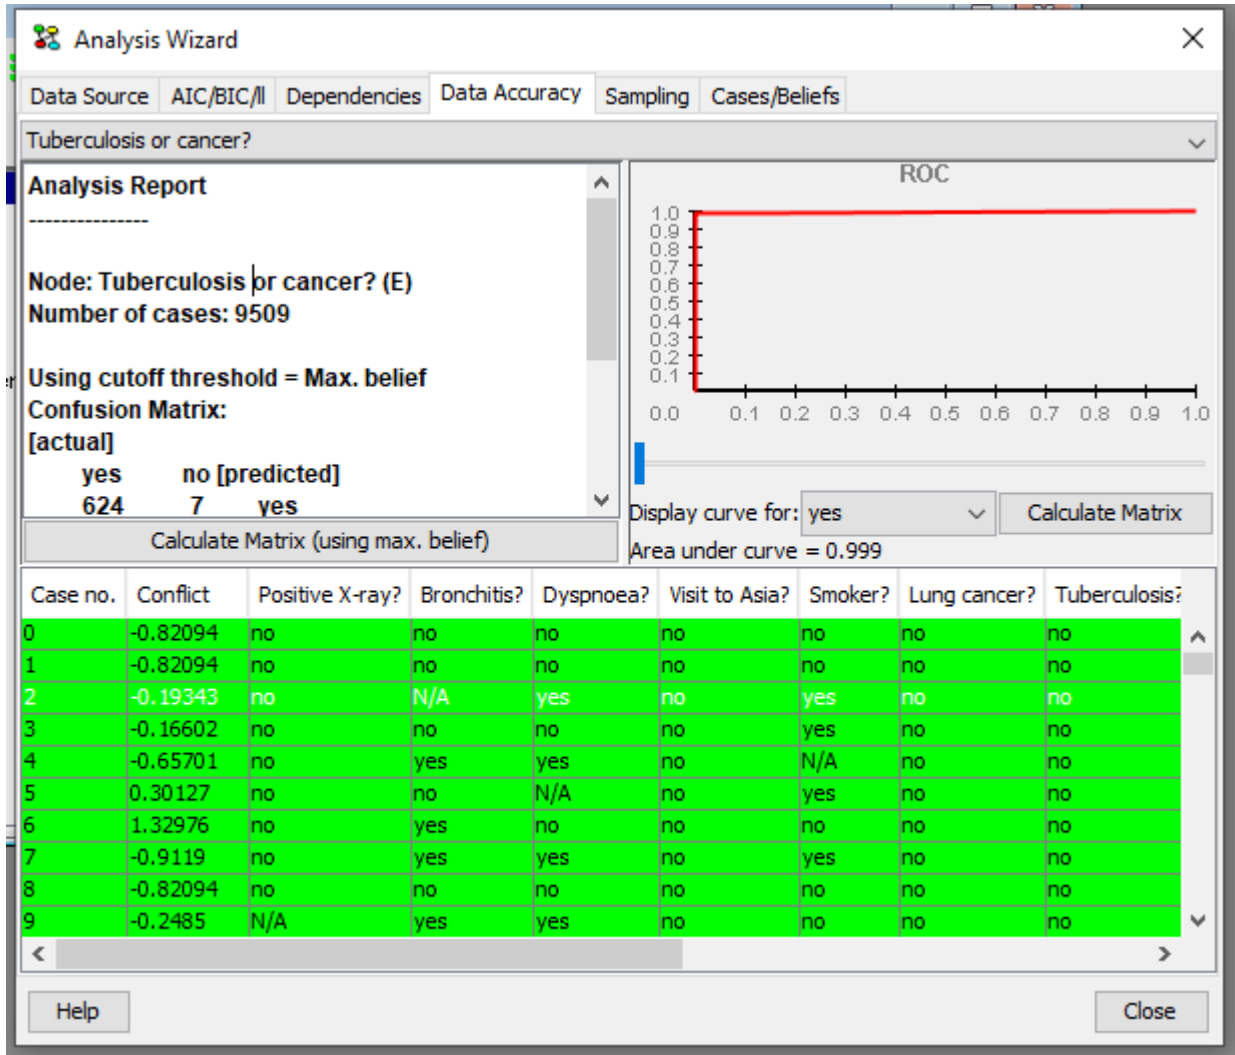 Analysis Wizard
Data Source AIC/BIC/ll Dependencies Data Accuracy Sampling Cases/Beliefs
Tuberculosis or cancer?
Analysis Report
---------------
Node: Tuberculosis or cancer? (E)
Number of cases: 9509
Using cutoff threshold = Max. belief
Confusion Matrix:
[actual]
yes no [predicted]
624 7 yes
Calculate Matrix (using max. belief)
ROC
1.0
0.9
0.8
0.7
0.6
0.5
0.4
0.3
0.2
0.1
0.0 0.1 0.2 0.3 0.4 0.5 0.6 0.7 0.8 0.9 1.0
Display curve for: yes Calculate Matrix
Area under curve = 0.999
Case no. Conflict Positive X-ray? Bronchitis? Dyspnoea? Visit to Asia? Smoker? Lung cancer? Tuberculosis?
0 -0.82094 no no no no no no no
1 -0.82094 no no no no no no no
2 -0.19343 no N/A yes no yes no no
3 -0.16602 no no no no yes no no
4 -0.65701 no yes yes no N/A no no
5 0.30127 no no N/A no yes no no
6 1.32976 no yes no no no no no
7 -0.9119 no yes yes no yes no no
8 -0.82094 no no no no no no no
9 -0.2485 N/A yes yes no no no no
Help Close